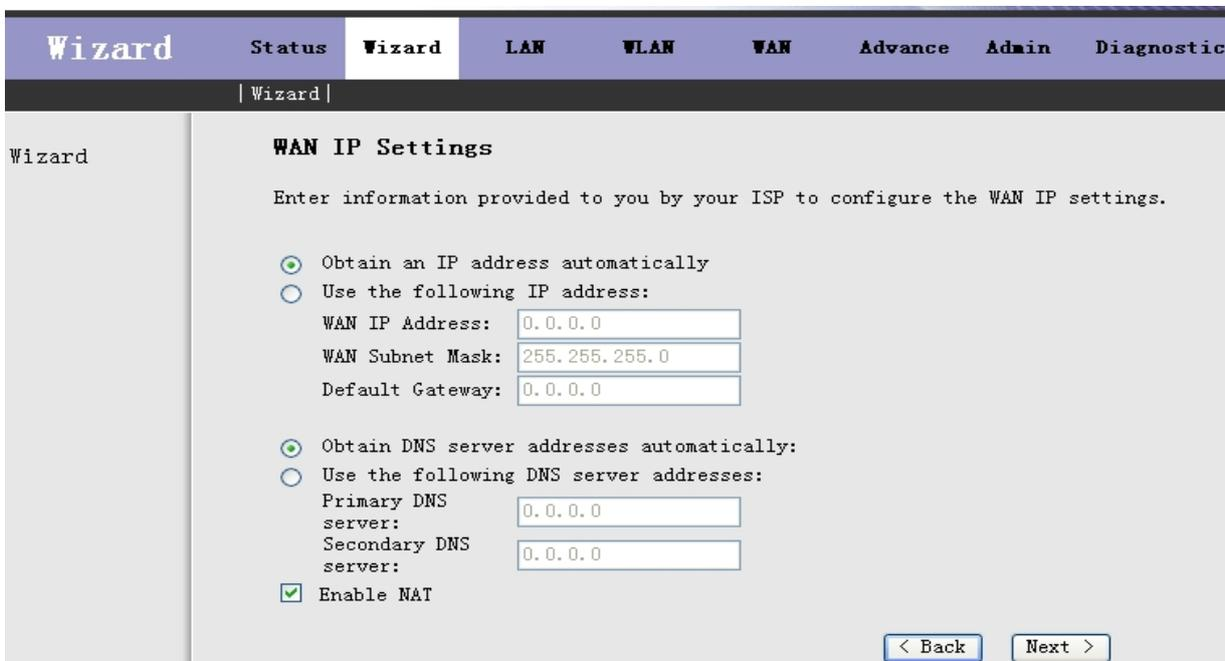 Wizard Status Wizard LAN WLAN WAN Advance Admin Diagnostic
|Wizard|
Wizard
WAN IP Settings
Enter information provided to you by your ISP to configure the WAN IP settings.
Obtain an IP address automatically
Use the following IP address:
WAN IP Address: 0.0.0.0
WAN Subnet Mask: 255.255.255.0
Default Gateway: 0.0.0.0
Obtain DNS server addresses automatically:
Use the following DNS server addresses:
Primary DNS
server: 0.0.0.0
Secondary DNS
server: 0.0.0.0
Enable NAT
< Back Next >